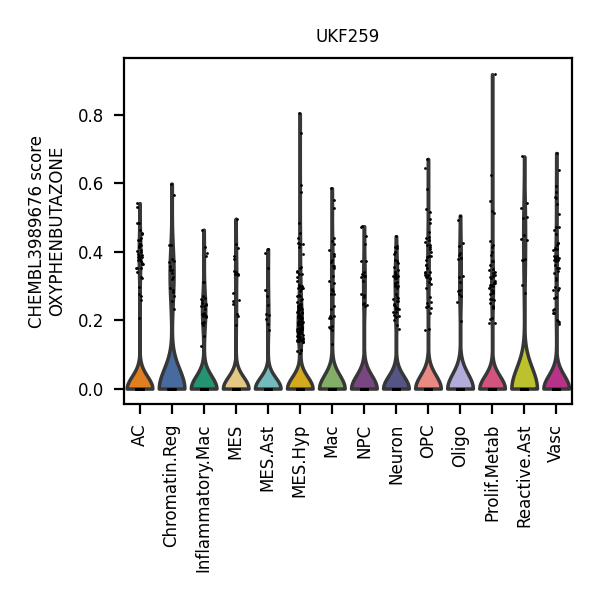 UKF259
CHEMBL3989676 score
OXYPHENBUTAZONE
0.8
0.6
0.4
0.2
0.0
AC
Chromatin.Reg
Inflammatory.Mac
MES
MES.Ast
MES.Hyp
Mac
NPC
Neuron
OPC
Oligo
Prolif.Metab
Reactive.Ast
Vasc